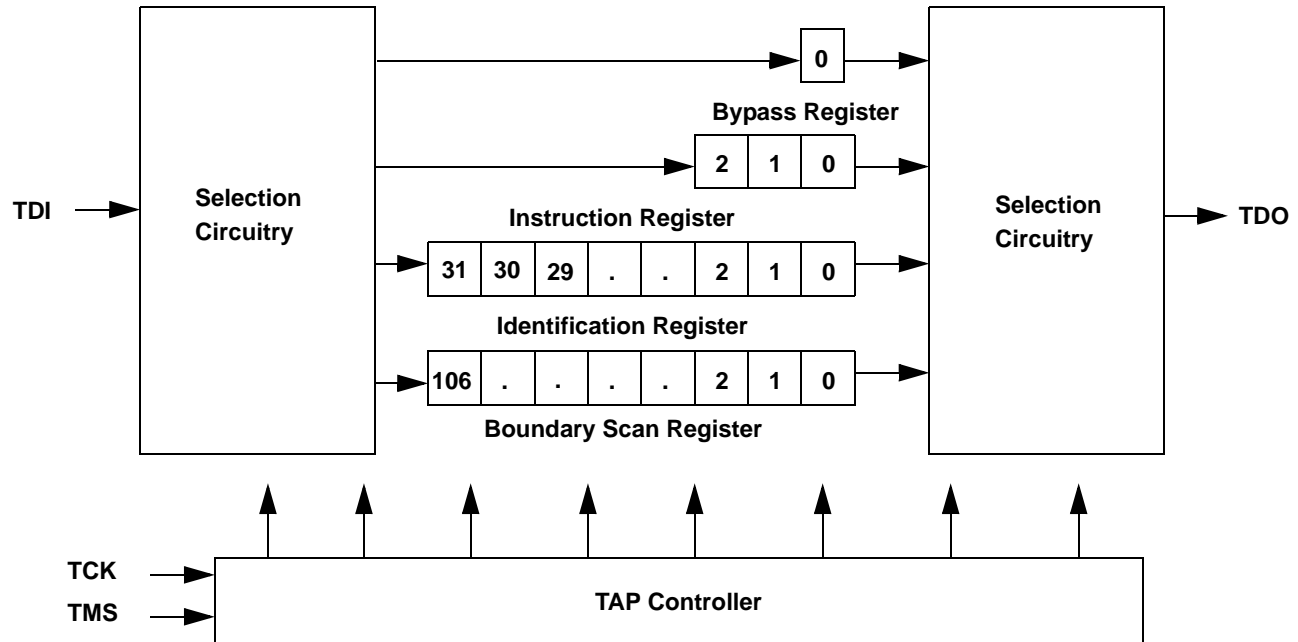 0
Bypass Register
2 1 0
TDI
Selection
Circuitry
Selection
Circuitry
TDO
Instruction Register
31 30 29 . . 2 1 0
Identification Register
106 . . . . 2 1 0
Boundary Scan Register
TCK
TMS
TAP Controller